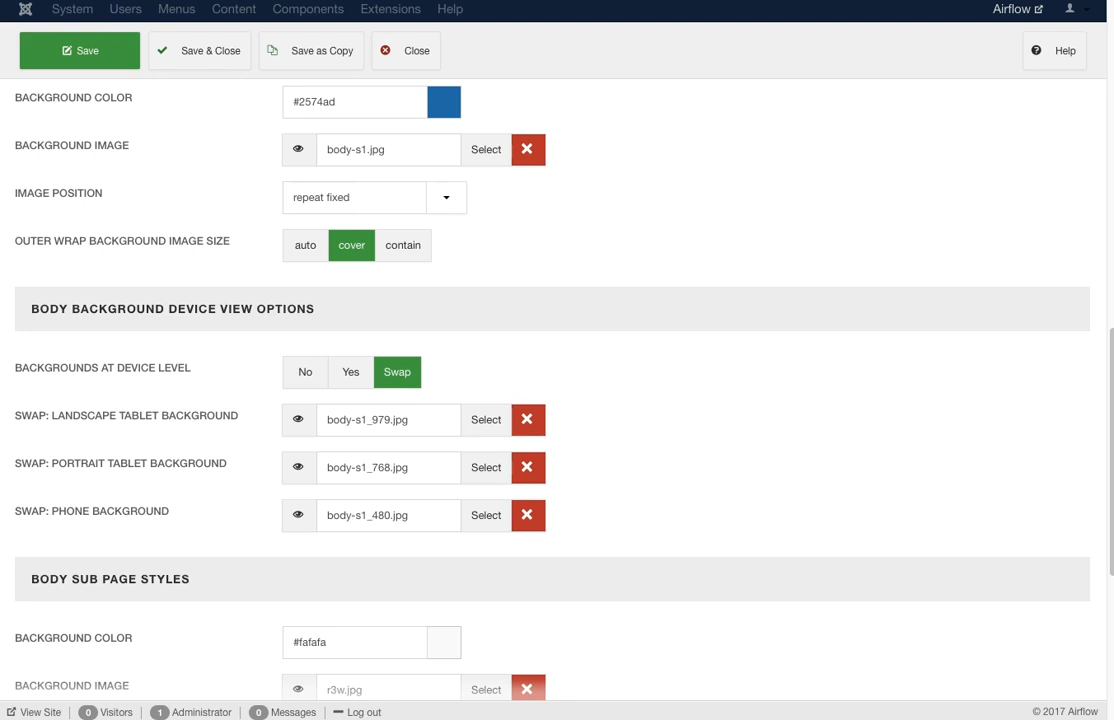 System Users Menus Content Components Extensions Help Airflow
Save Save & Close Save as Copy Close Help
BACKGROUND COLOR #2574ad
BACKGROUND IMAGE body-s1.jpg Select
IMAGE POSITION repeat fixed
OUTER WRAP BACKGROUND IMAGE SIZE auto cover contain
BODY BACKGROUND DEVICE VIEW OPTIONS
BACKGROUNDS AT DEVICE LEVEL No Yes Swap
SWAP: LANDSCAPE TABLET BACKGROUND body-s1_979.jpg Select
SWAP: PORTRAIT TABLET BACKGROUND body-s1_768.jpg Select
SWAP: PHONE BACKGROUND body-s1_480.jpg Select
BODY SUB PAGE STYLES
BACKGROUND COLOR #fafafa
BACKGROUND IMAGE r3w.jpg Select
View Site 0 Visitors 1 Administrator 0 Messages Log out © 2017 Airflow